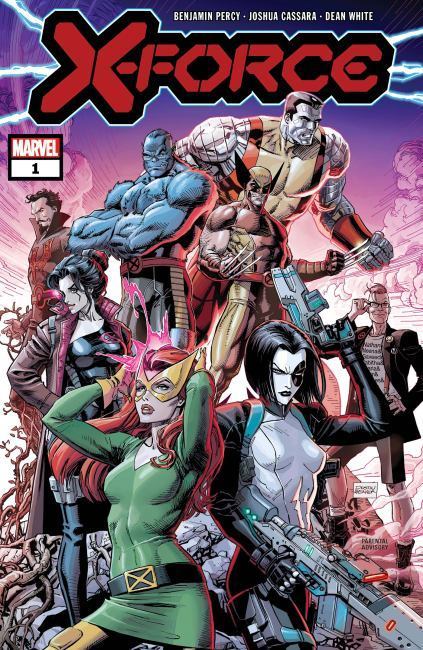 BENJAMIN PERCY · JOSHUA CASSARA · DEAN WHITE
X-FORCE
MARVEL
1
PARENTAL
ADVISORY